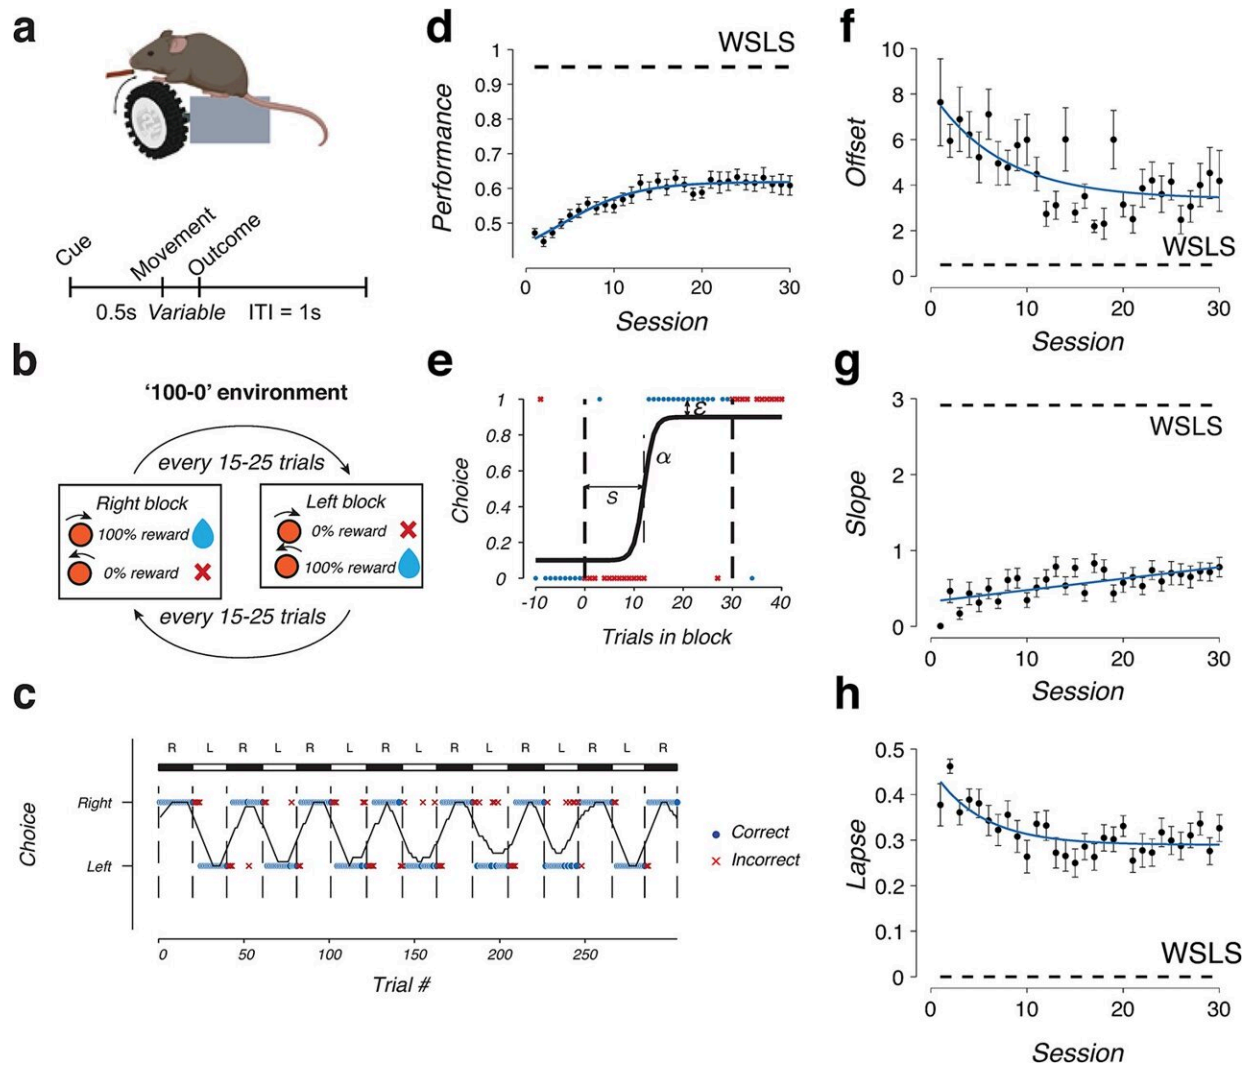 a
Cue
Movement
Outcome
0.5s Variable ITI = 1s
b
‘100-0’ environment
every 15-25 trials
Right block
100% reward
0% reward
Left block
0% reward
100% reward
every 15-25 trials
c
R L R L R L R L R L R L R L R
Choice
Right
Left
Correct
Incorrect
0 50 100 150 200 250
Trial #
d
WSLS
Performance
1
0.9
0.8
0.7
0.6
0.5
0 10 20 30
Session
e
Choice
1
0.8
0.6
0.4
0.2
0
ε
α
s
-10 0 10 20 30 40
Trials in block
f
Offset
10
8
6
4
2
0
WSLS
0 10 20 30
Session
g
Slope
3
2
1
0
WSLS
0 10 20 30
Session
h
Lapse
0.5
0.4
0.3
0.2
0.1
0
WSLS
0 10 20 30
Session